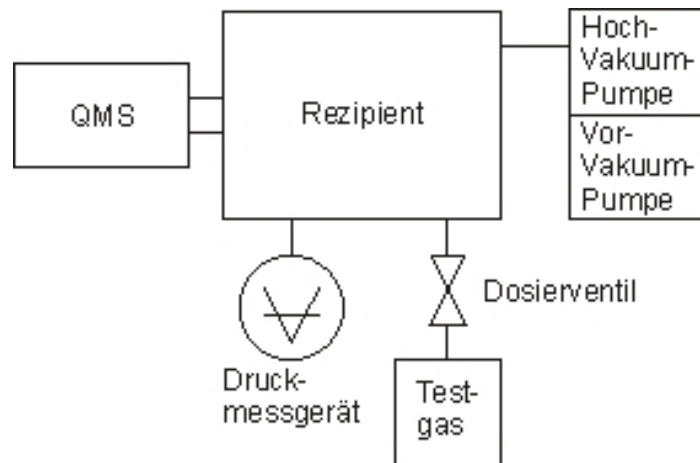 Hoch-
Vakuum-
Pumpe
Vor-
Vakuum-
Pumpe
QMS
Rezipient
Dosierventil
Druck-
messgerät
Test-
gas